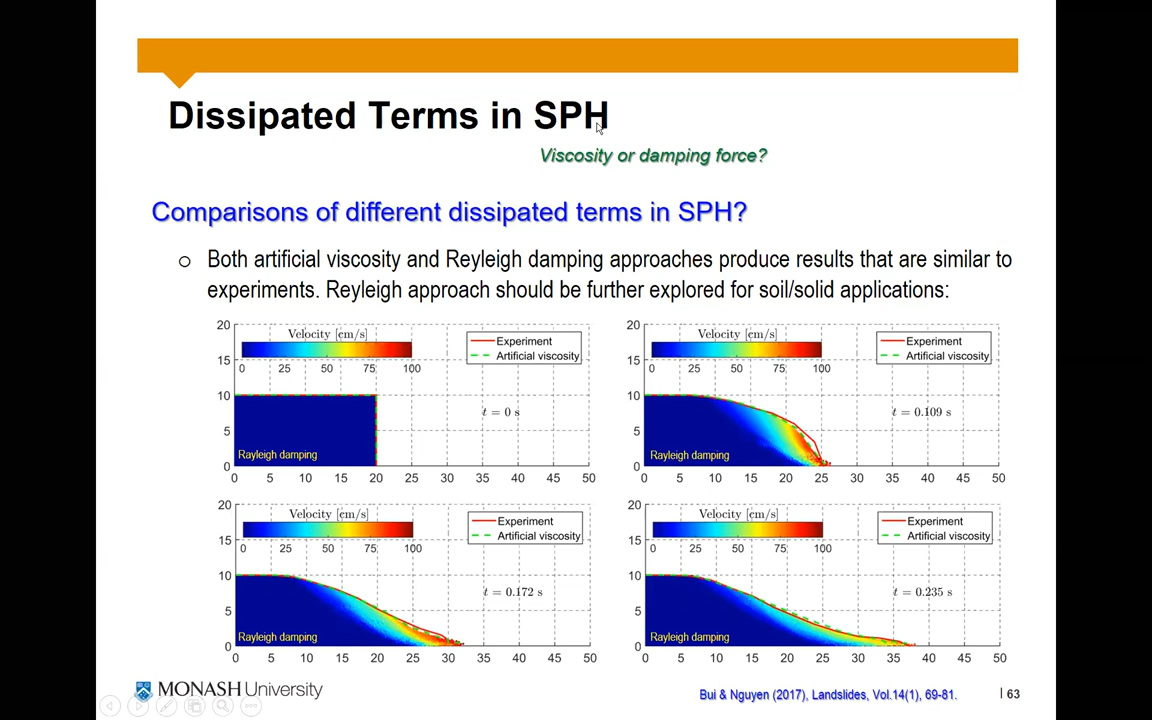 Dissipated Terms in SPH
Viscosity or damping force?
Comparisons of different dissipated terms in SPH?
o Both artificial viscosity and Reyleigh damping approaches produce results that are similar to
experiments. Reyleigh approach should be further explored for soil/solid applications:
20
15
10
5
0
Velocity [cm/s]
0 25 50 75 100
Experiment
Artificial viscosity
t = 0 s
Rayleigh damping
0 5 10 15 20 25 30 35 40 45 50
20
15
10
5
0
Velocity [cm/s]
0 25 50 75 100
Experiment
Artificial viscosity
t = 0.109 s
Rayleigh damping
0 5 10 15 20 25 30 35 40 45 50
20
15
10
5
0
Velocity [cm/s]
0 25 50 75 100
Experiment
Artificial viscosity
t = 0.172 s
Rayleigh damping
0 5 10 15 20 25 30 35 40 45 50
20
15
10
5
0
Velocity [cm/s]
0 25 50 75 100
Experiment
Artificial viscosity
t = 0.235 s
Rayleigh damping
0 5 10 15 20 25 30 35 40 45 50
MONASH University
Bui & Nguyen (2017), Landslides, Vol.14(1), 69-81.
| 63